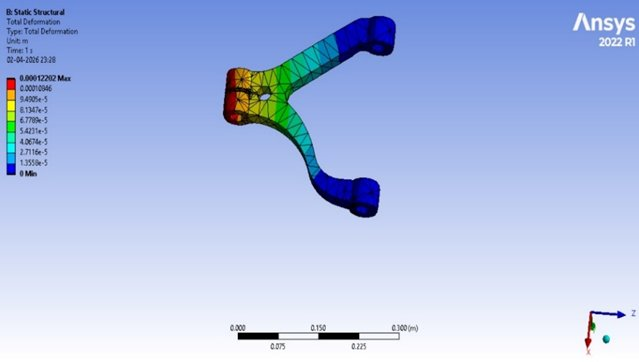 B: Static Structural
Total Deformation
Type: Total Deformation
Unit: m
Time: 1 s
02-04-2026 23:28
0.00012202 Max
0.00010846
9.4905e-5
8.1347e-5
6.7789e-5
5.4231e-5
4.0674e-5
2.7116e-5
1.3558e-5
0 Min
Ansys
2022 R1
0.000
0.150
0.300 (m)
0.075
0.225
Z
X